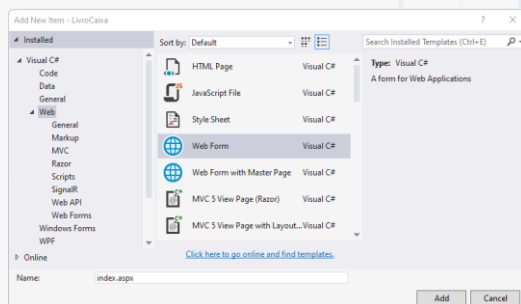 Add New Item - LivroCaixa
? X
Installed
Sort by: Default
Search Installed Templates (Ctrl+E)
Visual C#
Code
Data
General
Web
General
Markup
MVC
Razor
Scripts
SignalR
Web API
Web Forms
Windows Forms
WPF
Online
HTML Page Visual C#
JavaScript File Visual C#
Style Sheet Visual C#
Web Form Visual C#
Web Form with Master Page Visual C#
MVC 5 View Page (Razor) Visual C#
MVC 5 View Page with Layout...Visual C#
Type: Visual C#
A form for Web Applications
Click here to go online and find templates.
Name: index.aspx
Add Cancel